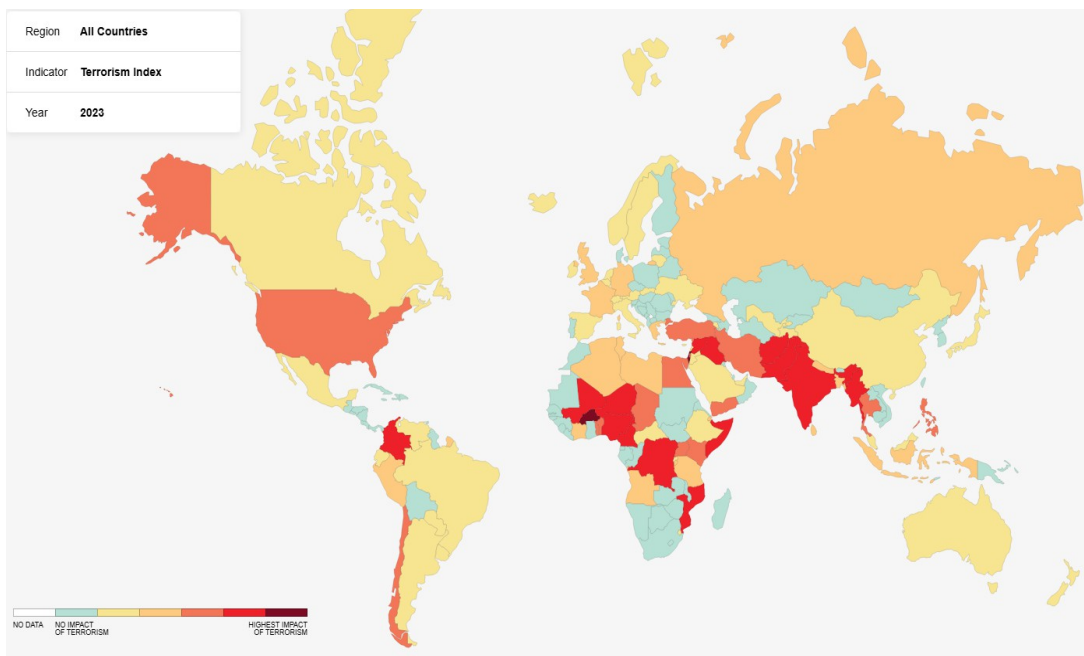 Region All Countries
Indicator Terrorism Index
Year 2023
NO DATA NO IMPACT HIGHEST IMPACT
OF TERRORISM OF TERRORISM